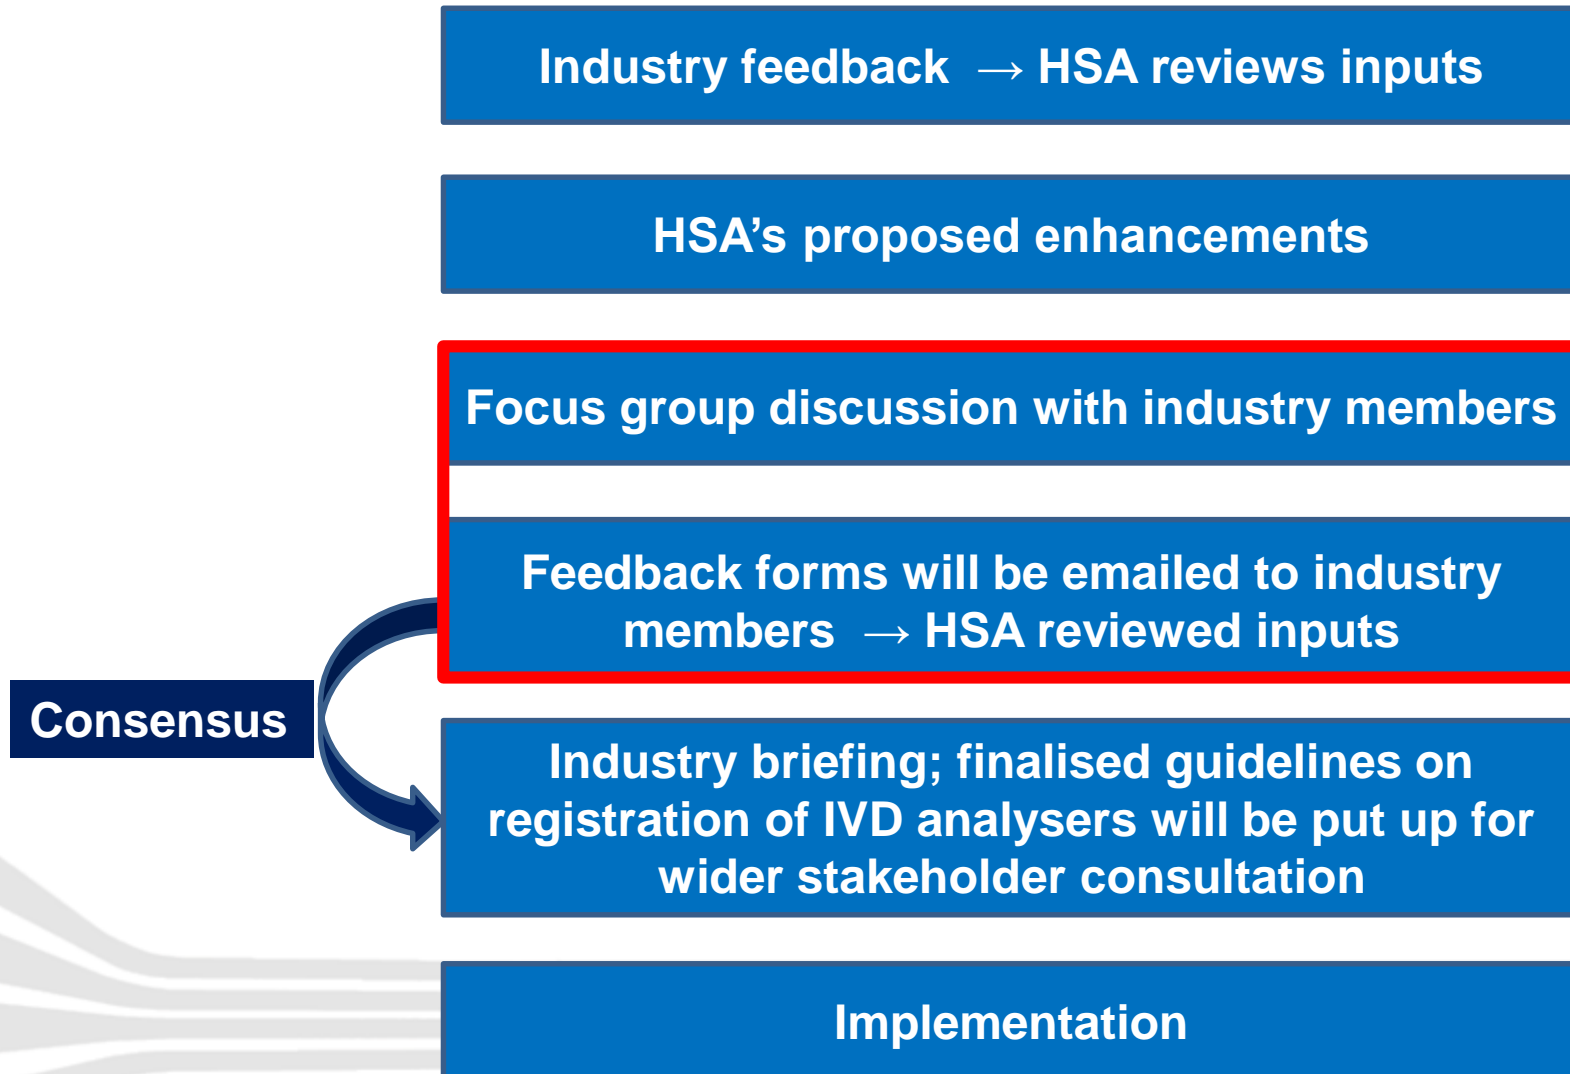 Industry feedback → HSA reviews inputs
HSA’s proposed enhancements
Focus group discussion with industry members
Feedback forms will be emailed to industry
members → HSA reviewed inputs
Consensus
Industry briefing; finalised guidelines on
registration of IVD analysers will be put up for
wider stakeholder consultation
Implementation